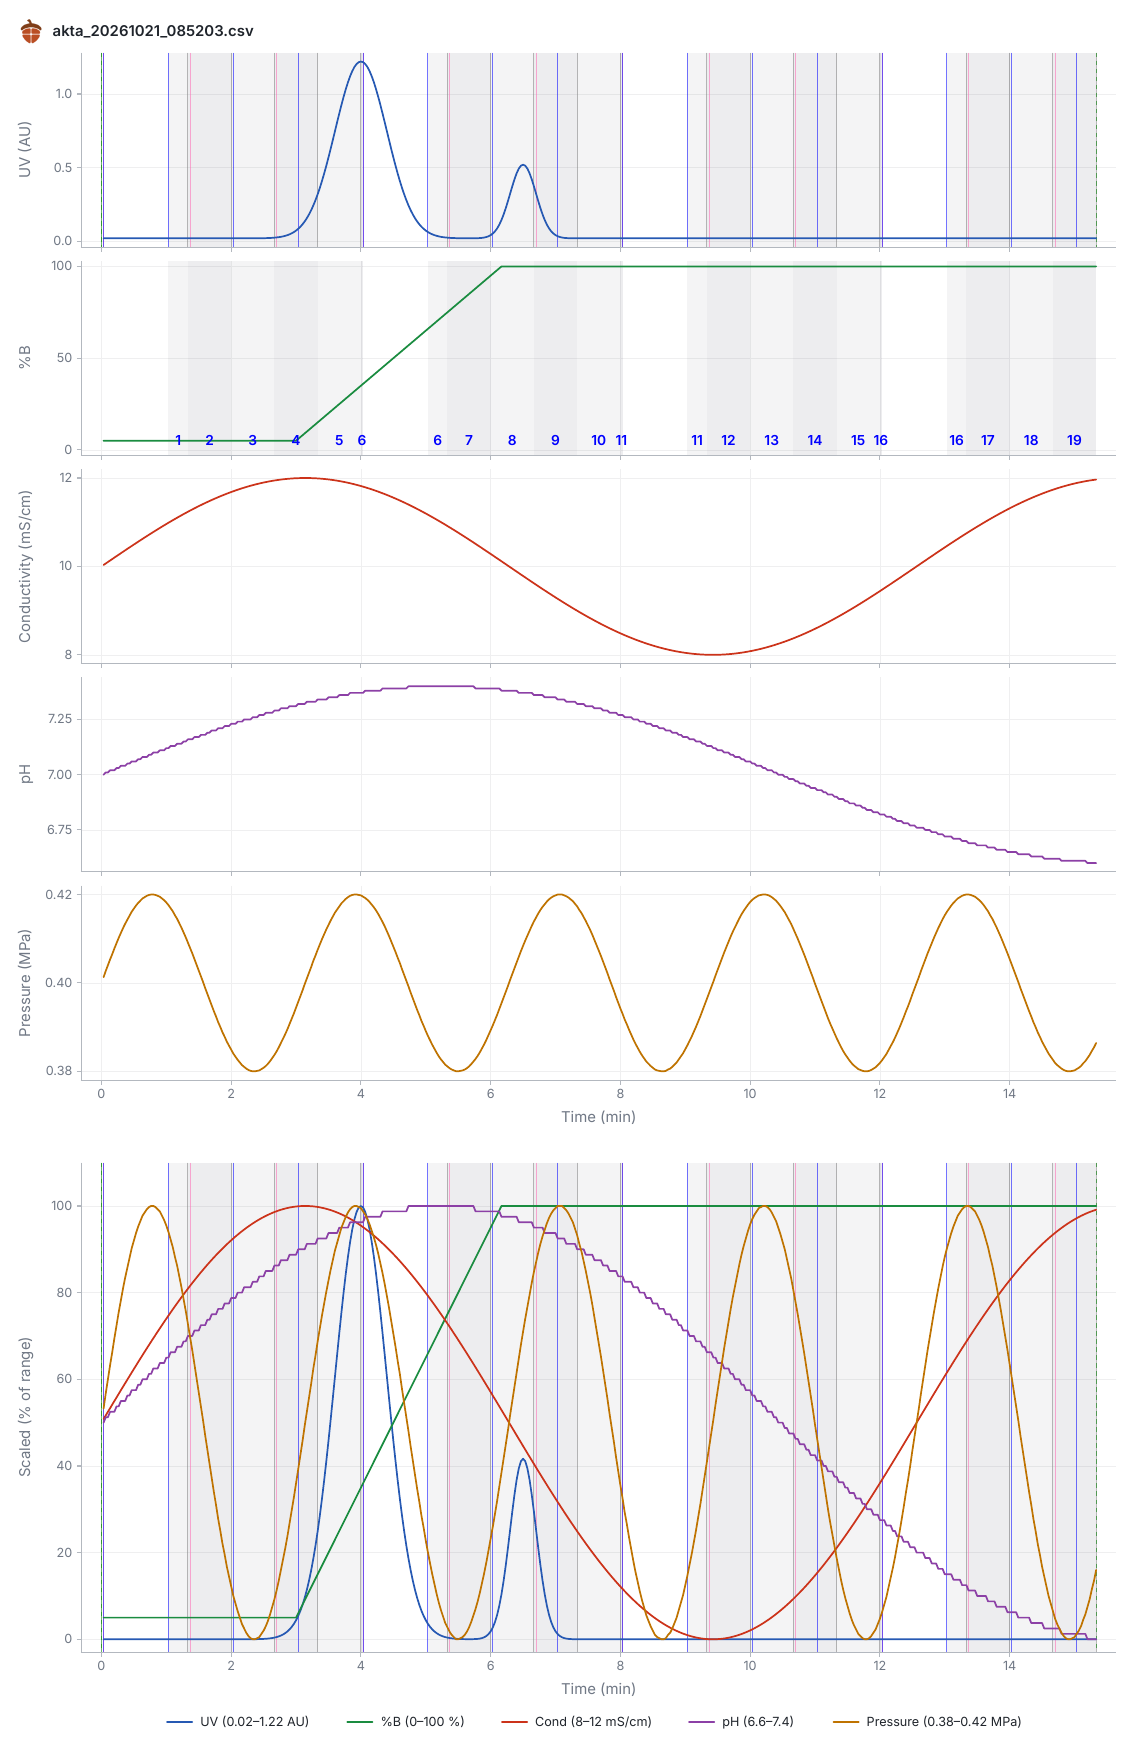 akta_20261021_085203.csv
UV (AU)
1.0
0.5
0.0
%B
100
50
0
1 2 3 4 5 6 6 7 8 9 10 11 11 12 13 14 15 16 16 17 18 19
Conductivity (mS/cm)
12
10
8
pH
7.25
7.00
6.75
Pressure (MPa)
0.42
0.40
0.38
0 2 4 6 8 10 12 14
Time (min)
Scaled (% of range)
100
80
60
40
20
0
0 2 4 6 8 10 12 14
Time (min)
UV (0.02–1.22 AU) %B (0–100 %) Cond (8–12 mS/cm) pH (6.6–7.4) Pressure (0.38–0.42 MPa)